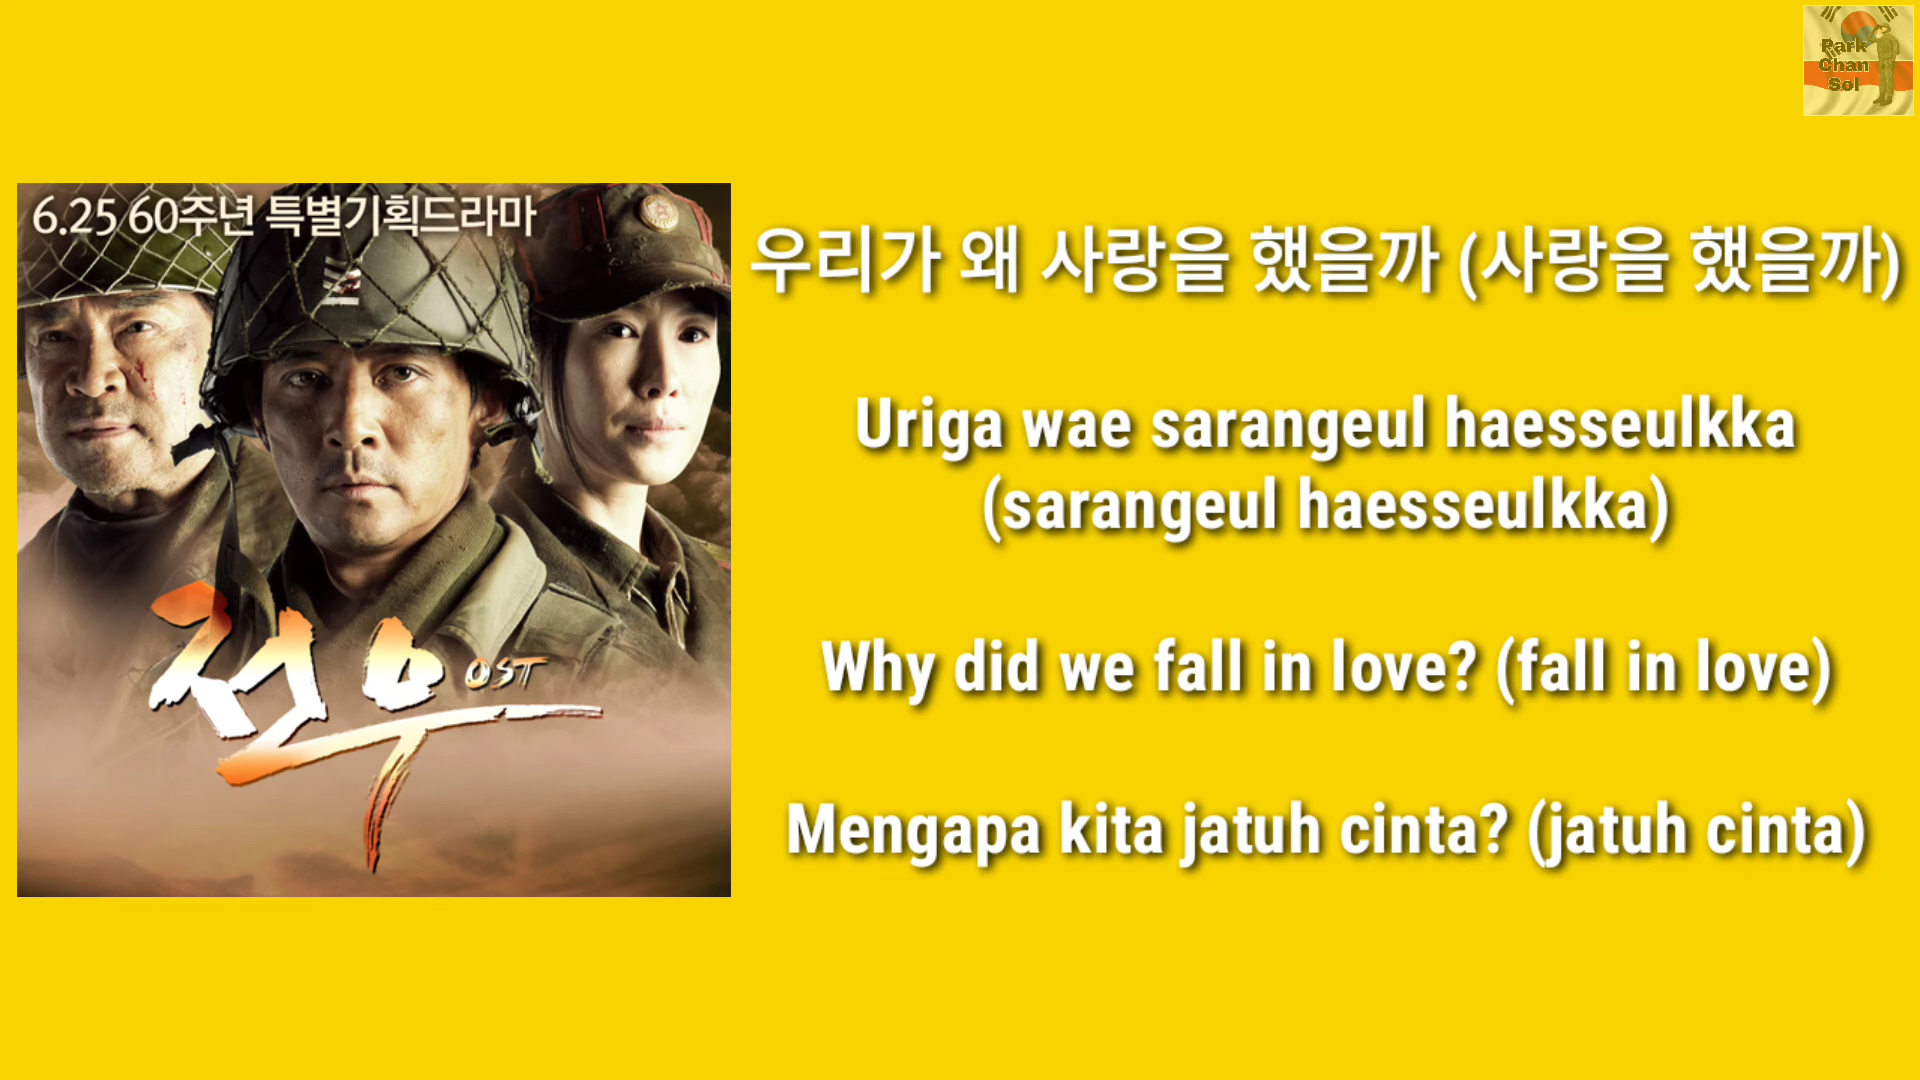 Park
Chan
Sol
6.25 60주년 특별기획드라마
전우 OST
우리가 왜 사랑을 했을까 (사랑을 했을까)
Uriga wae sarangeul haesseulkka
(sarangeul haesseulkka)
Why did we fall in love? (fall in love)
Mengapa kita jatuh cinta? (jatuh cinta)